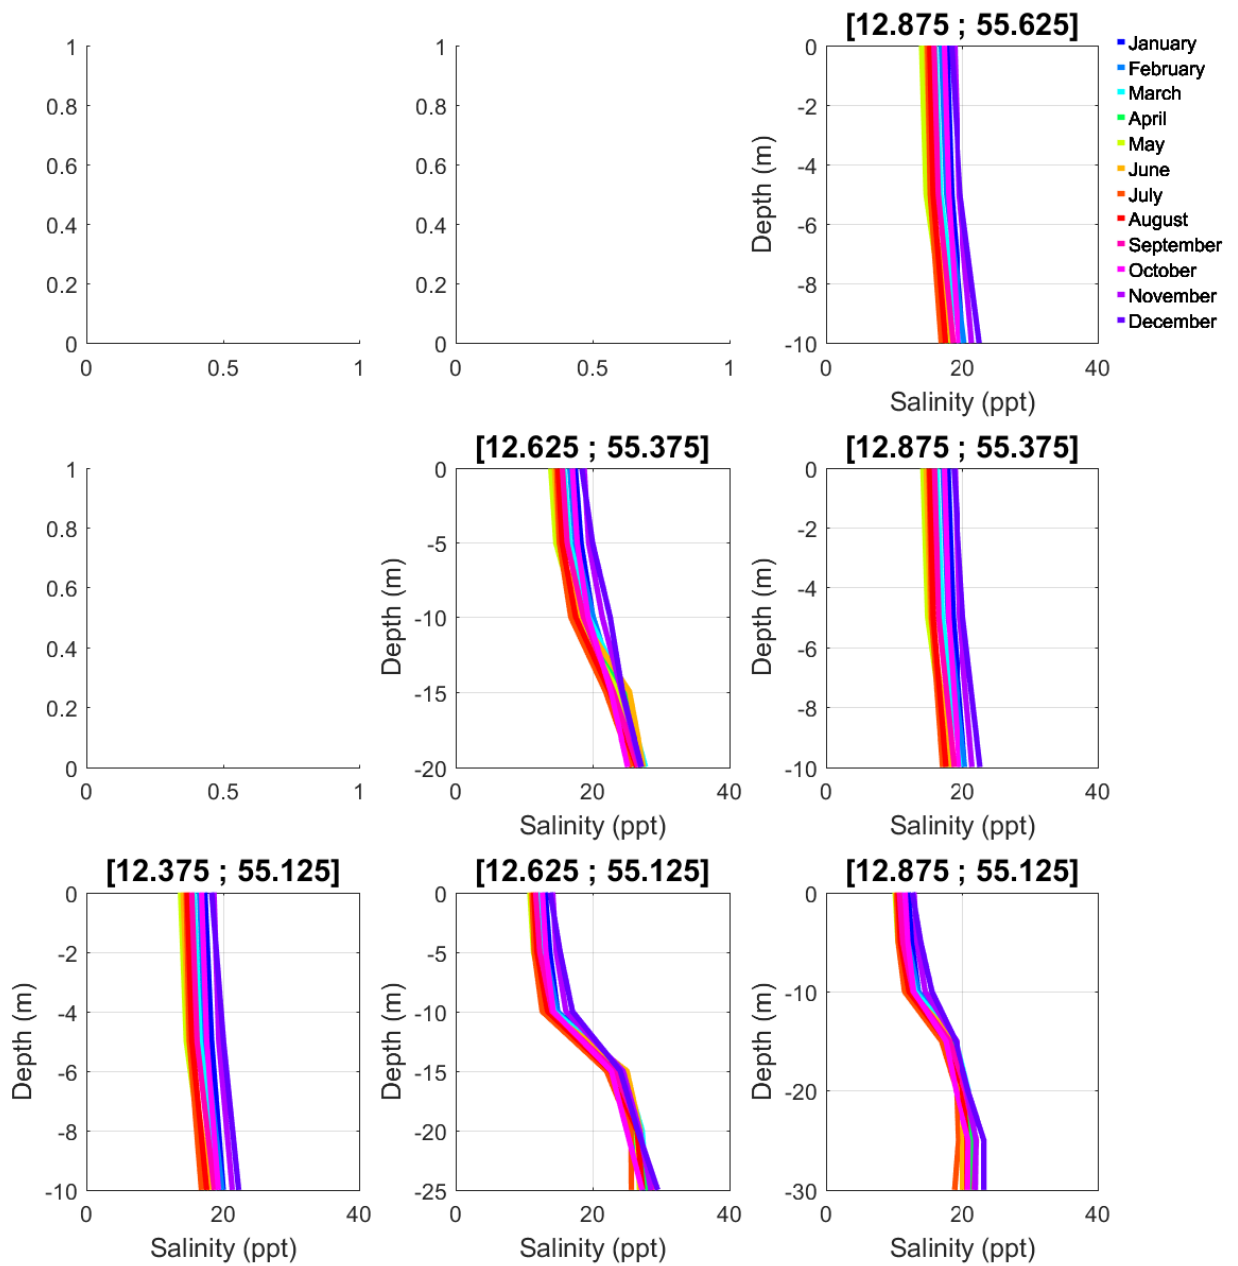 [12.875 ; 55.625]
1
0.8
0.6
0.4
0.2
0
0 0.5 1
1
0.8
0.6
0.4
0.2
0
0 0.5 1
0
-2
-4
-6
-8
-10
0 20 40
Depth (m)
Salinity (ppt)
January
February
March
April
May
June
July
August
September
October
November
December
1
0.8
0.6
0.4
0.2
0
0 0.5 1
[12.625 ; 55.375]
0
-5
-10
-15
-20
0 20 40
Depth (m)
Salinity (ppt)
[12.875 ; 55.375]
0
-2
-4
-6
-8
-10
0 20 40
Depth (m)
Salinity (ppt)
[12.375 ; 55.125]
0
-2
-4
-6
-8
-10
0 20 40
Depth (m)
Salinity (ppt)
[12.625 ; 55.125]
0
-5
-10
-15
-20
-25
0 20 40
Depth (m)
Salinity (ppt)
[12.875 ; 55.125]
0
-10
-20
-30
0 20 40
Depth (m)
Salinity (ppt)